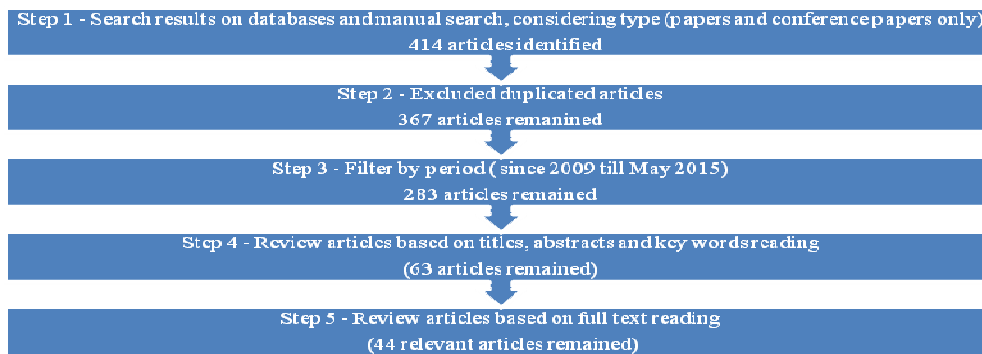 Step 1 - Search results on databases and manual search, considering type (papers and conference papers only)
414 articles identified
Step 2 - Excluded duplicated articles
367 articles remanined
Step 3 - Filter by period ( since 2009 till May 2015)
283 articles remained
Step 4 - Review articles based on titles, abstracts and key words reading
(63 articles remained)
Step 5 - Review articles based on full text reading
(44 relevant articles remained)